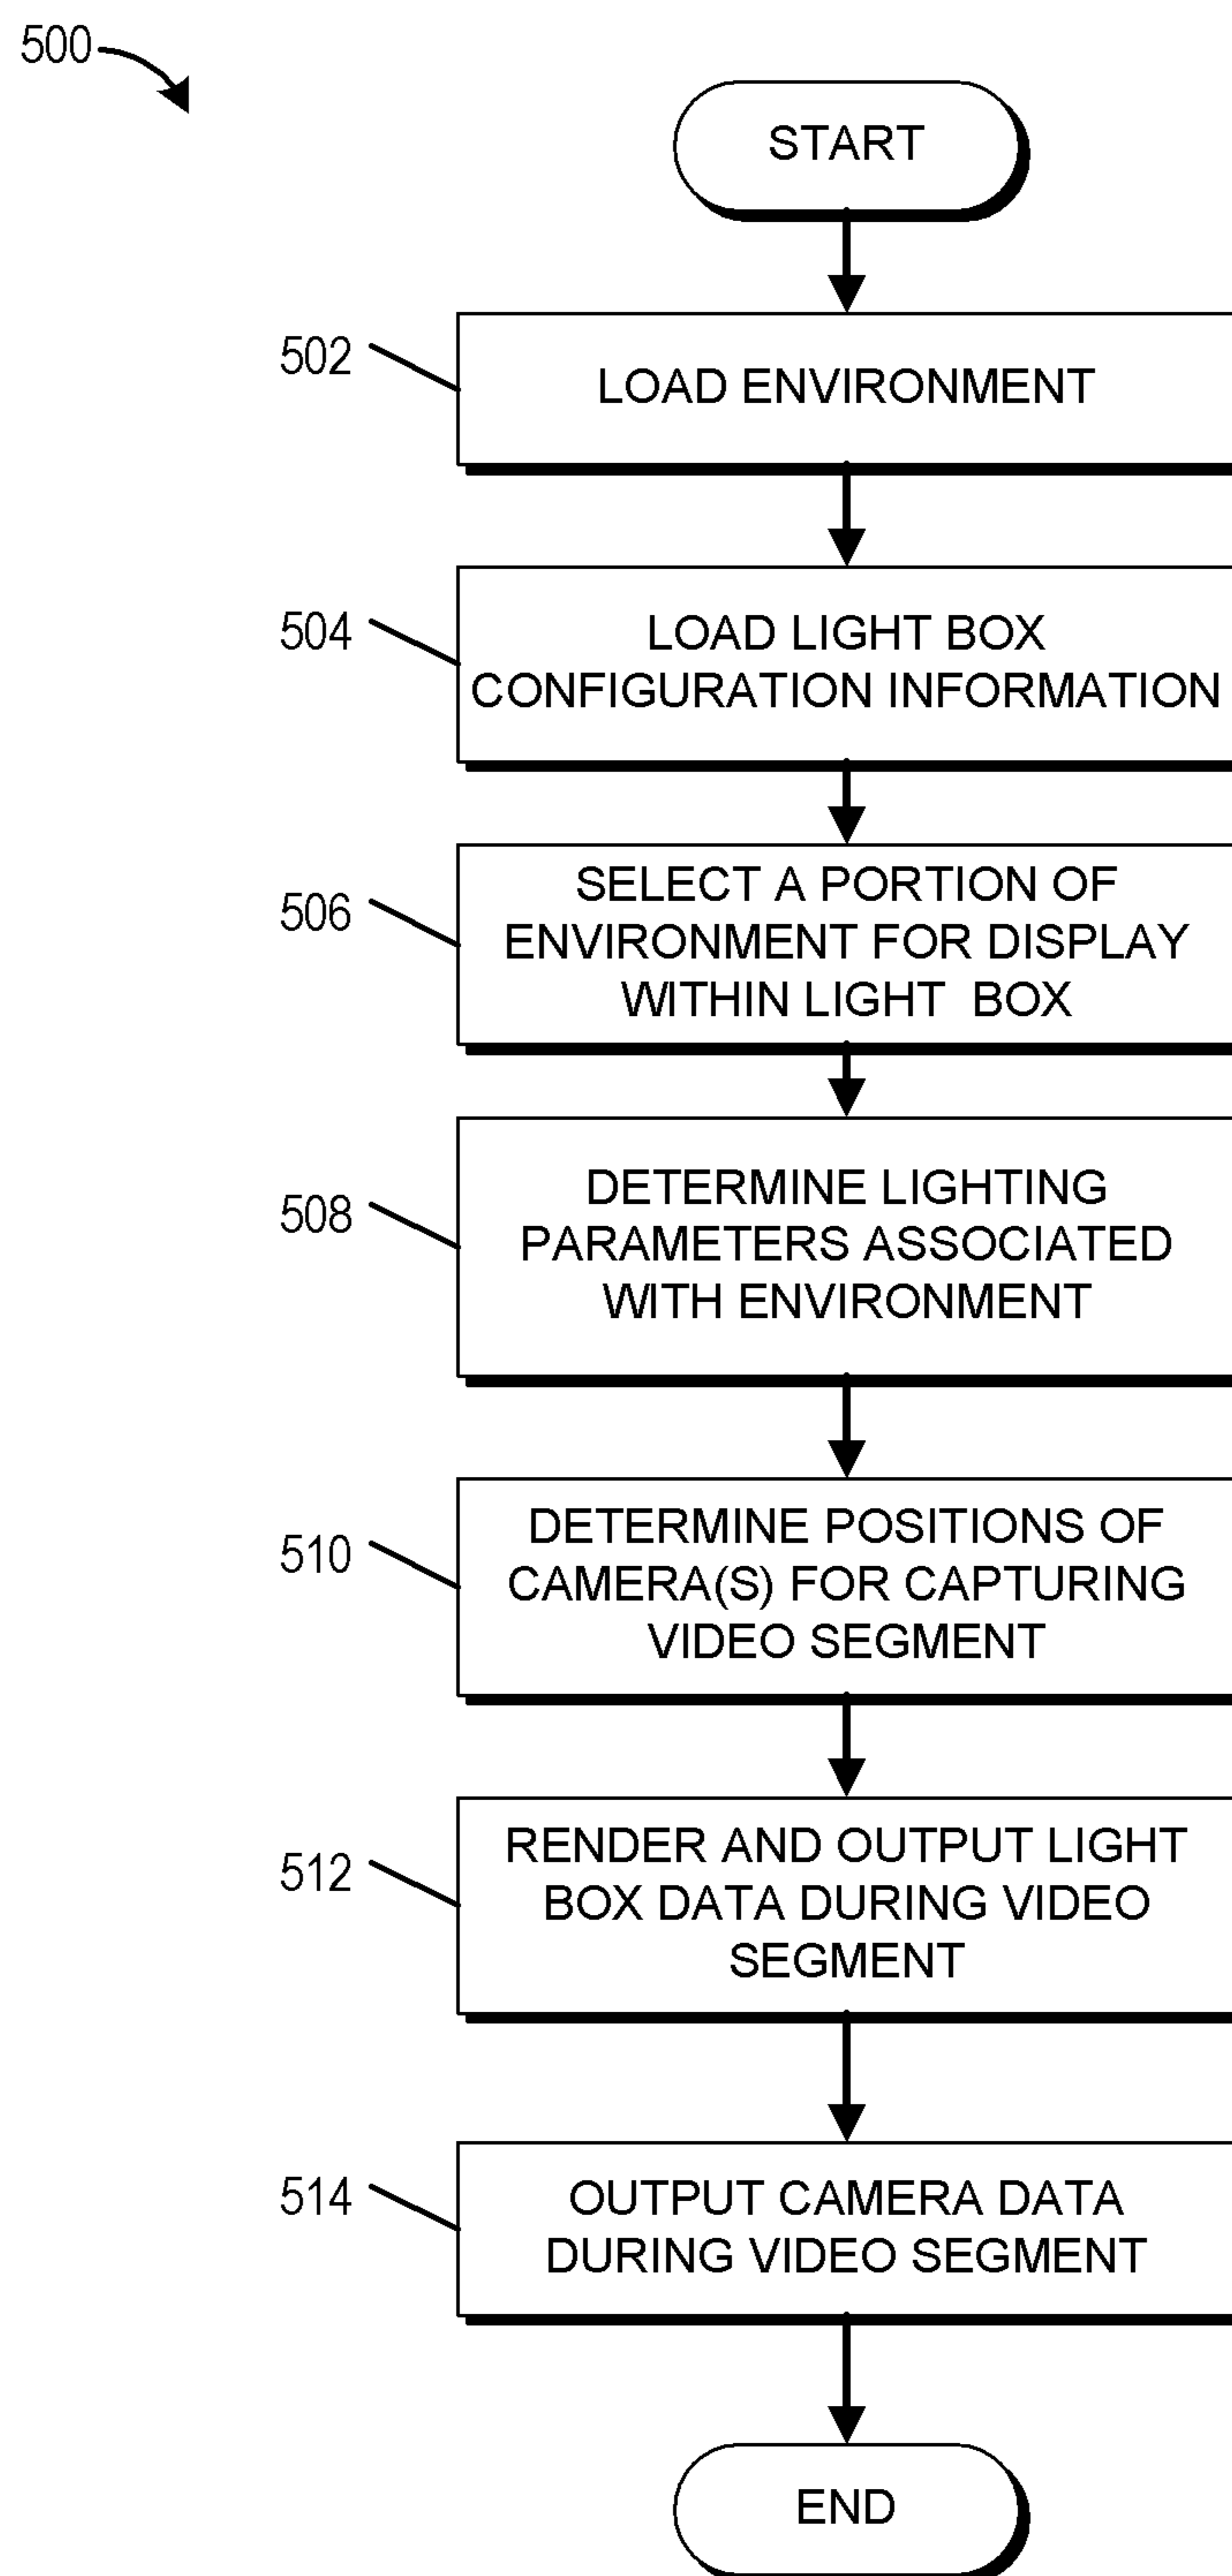 500
START
502
LOAD ENVIRONMENT
504
LOAD LIGHT BOX
CONFIGURATION INFORMATION
506
SELECT A PORTION OF
ENVIRONMENT FOR DISPLAY
WITHIN LIGHT BOX
508
DETERMINE LIGHTING
PARAMETERS ASSOCIATED
WITH ENVIRONMENT
510
DETERMINE POSITIONS OF
CAMERA(S) FOR CAPTURING
VIDEO SEGMENT
512
RENDER AND OUTPUT LIGHT
BOX DATA DURING VIDEO
SEGMENT
514
OUTPUT CAMERA DATA
DURING VIDEO SEGMENT
END